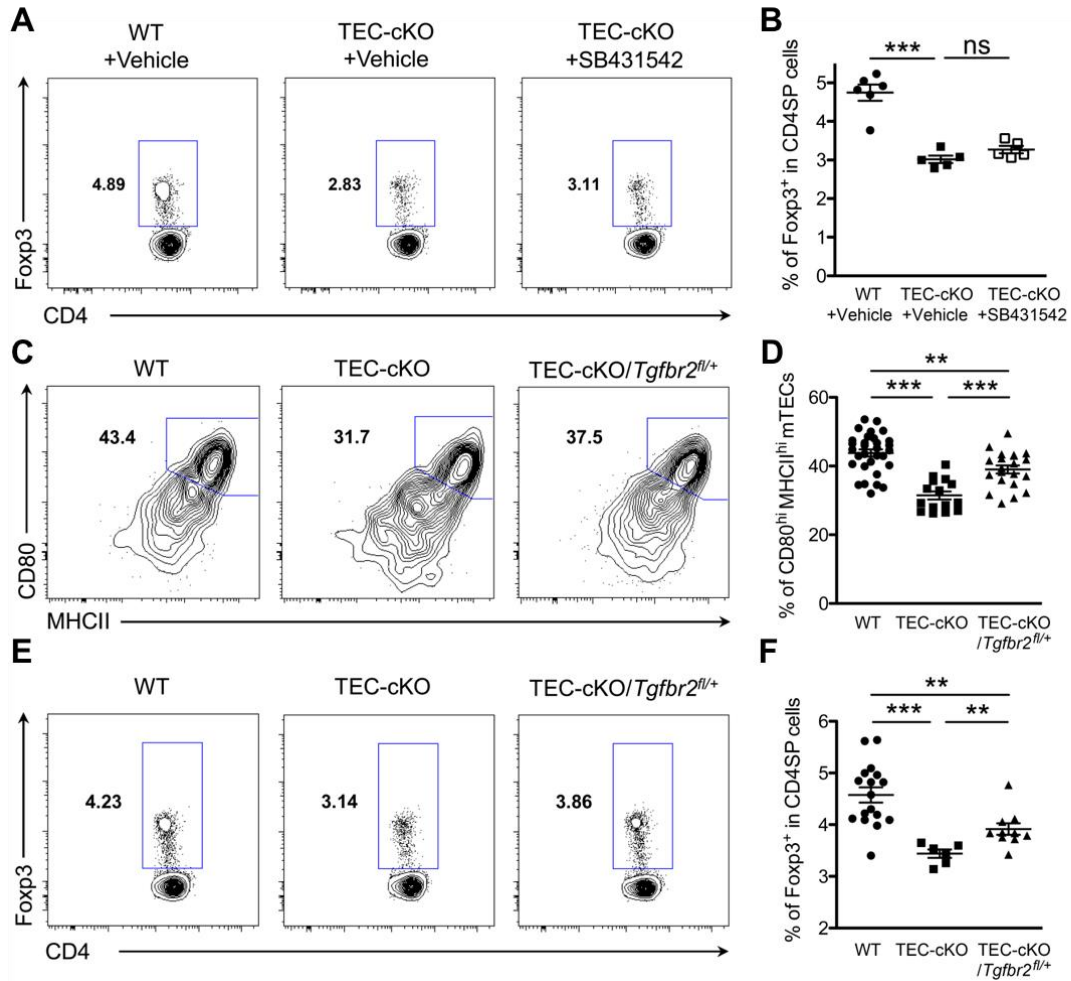 A
WT
+Vehicle
TEC-cKO
+Vehicle
TEC-cKO
+SB431542
4.89
2.83
3.11
Foxp3
CD4
B
***
ns
% of Foxp3+ in CD4SP cells
5
4
3
2
1
0
WT
+Vehicle
TEC-cKO
+Vehicle
TEC-cKO
+SB431542
C
WT
TEC-cKO
TEC-cKO/Tgfbr2fl/+
43.4
31.7
37.5
CD80
MHCII
D
**
***
***
% of CD80hi MHCIIhi mTECs
60
40
20
0
WT
TEC-cKO
TEC-cKO
/Tgfbr2fl/+
E
WT
TEC-cKO
TEC-cKO/Tgfbr2fl/+
4.23
3.14
3.86
Foxp3
CD4
F
**
***
**
% of Foxp3+ in CD4SP cells
6
5
4
3
2
WT
TEC-cKO
TEC-cKO
/Tgfbr2fl/+